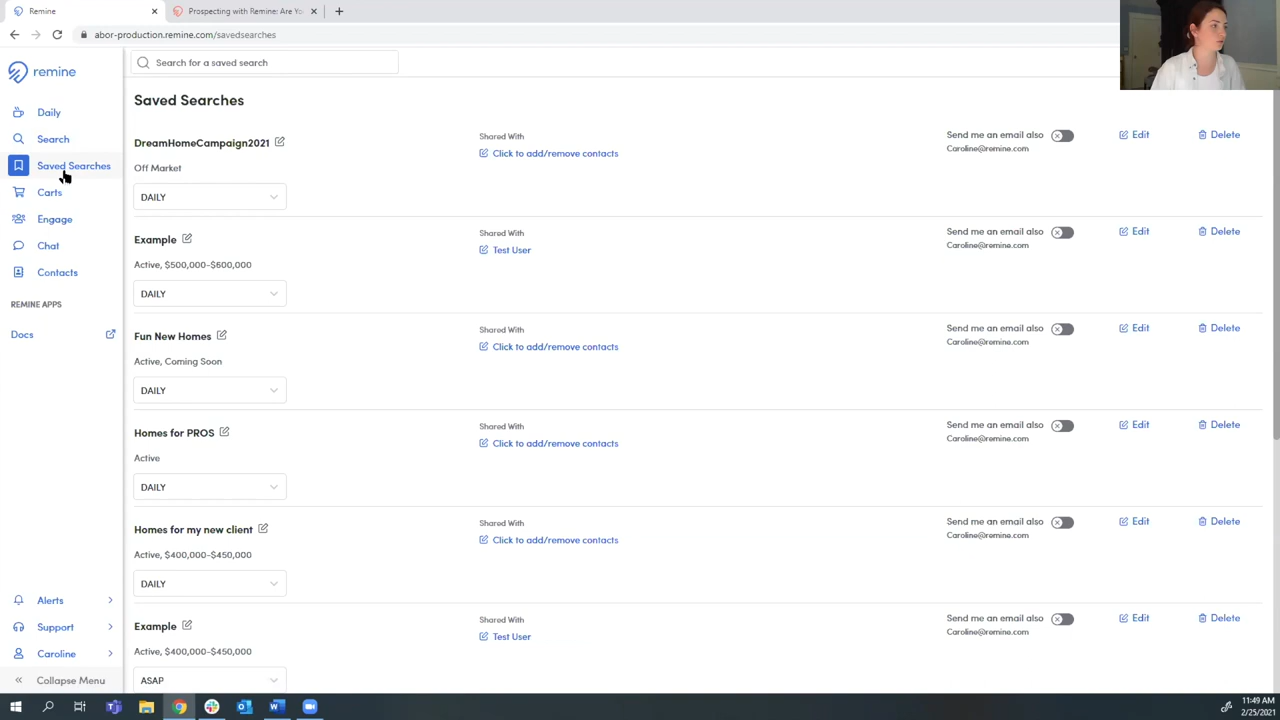 Remine
Prospecting with Remine: Are Yo
abor-production.remine.com/savedsearches
remine
Search for a saved search
Daily
Search
Saved Searches
Carts
Engage
Chat
Contacts
REMINE APPS
Docs
Alerts
Support
Caroline
Collapse Menu
Saved Searches
DreamHomeCampaign2021
Off Market
DAILY
Shared With
Click to add/remove contacts
Send me an email also
Caroline@remine.com
Edit
Delete
Example
Active, $500,000-$600,000
DAILY
Shared With
Test User
Send me an email also
Caroline@remine.com
Edit
Delete
Fun New Homes
Active, Coming Soon
DAILY
Shared With
Click to add/remove contacts
Send me an email also
Caroline@remine.com
Edit
Delete
Homes for PROS
Active
DAILY
Shared With
Click to add/remove contacts
Send me an email also
Caroline@remine.com
Edit
Delete
Homes for my new client
Active, $400,000-$450,000
DAILY
Shared With
Click to add/remove contacts
Send me an email also
Caroline@remine.com
Edit
Delete
Example
Active, $400,000-$450,000
ASAP
Shared With
Test User
Send me an email also
Caroline@remine.com
Edit
Delete
11:49 AM
2/25/2021